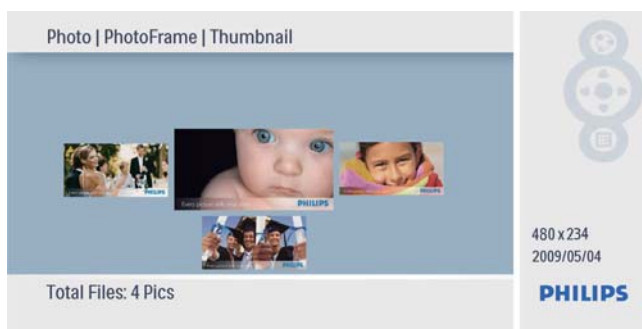 Photo | PhotoFrame | Thumbnail
PHILIPS
PHILIPS
PHILIPS
PHILIPS
480 x 234
2009/05/04
Total Files: 4 Pics
PHILIPS